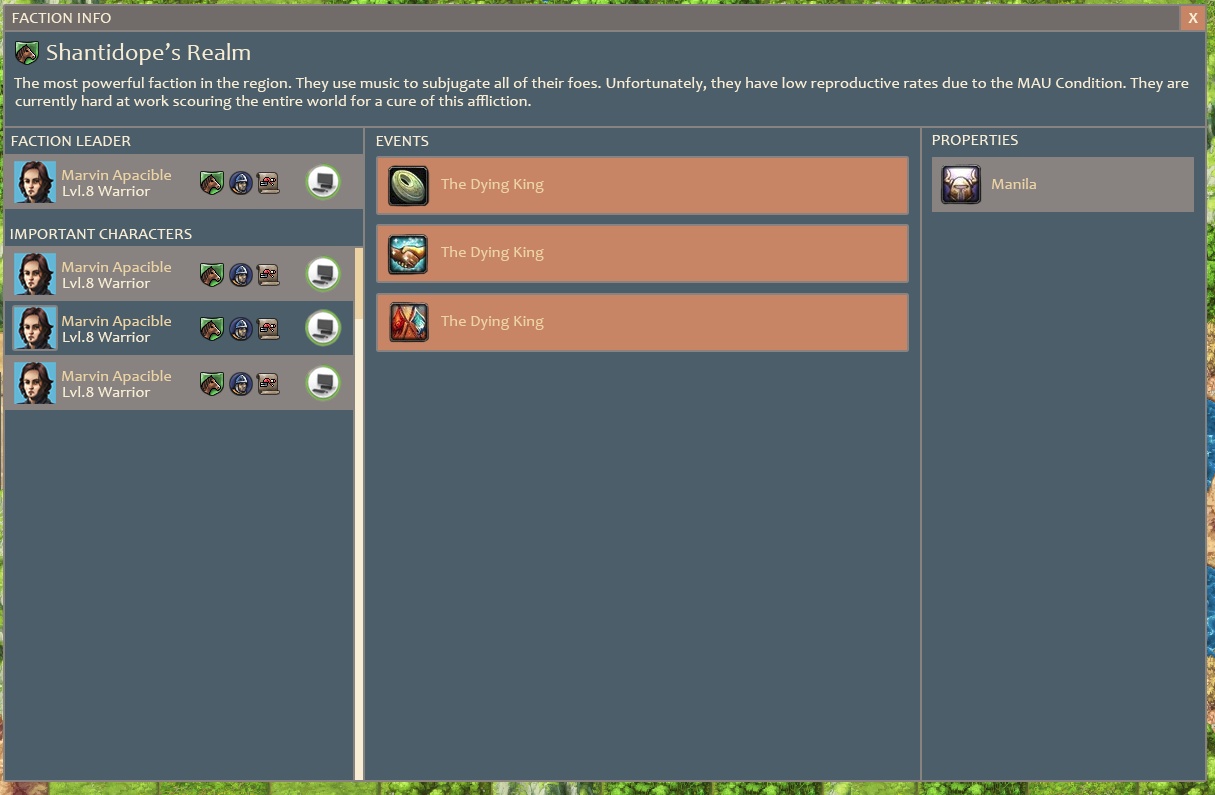 FACTION INFO
X
Shantidope's Realm
The most powerful faction in the region. They use music to subjugate all of their foes. Unfortunately, they have low reproductive rates due to the MAU Condition. They are
currently hard at work scouring the entire world for a cure of this affliction.
FACTION LEADER
Marvin Apacible
Lvl.8 Warrior
IMPORTANT CHARACTERS
Marvin Apacible
Lvl.8 Warrior
Marvin Apacible
Lvl.8 Warrior
Marvin Apacible
Lvl.8 Warrior
EVENTS
The Dying King
The Dying King
The Dying King
PROPERTIES
Manila